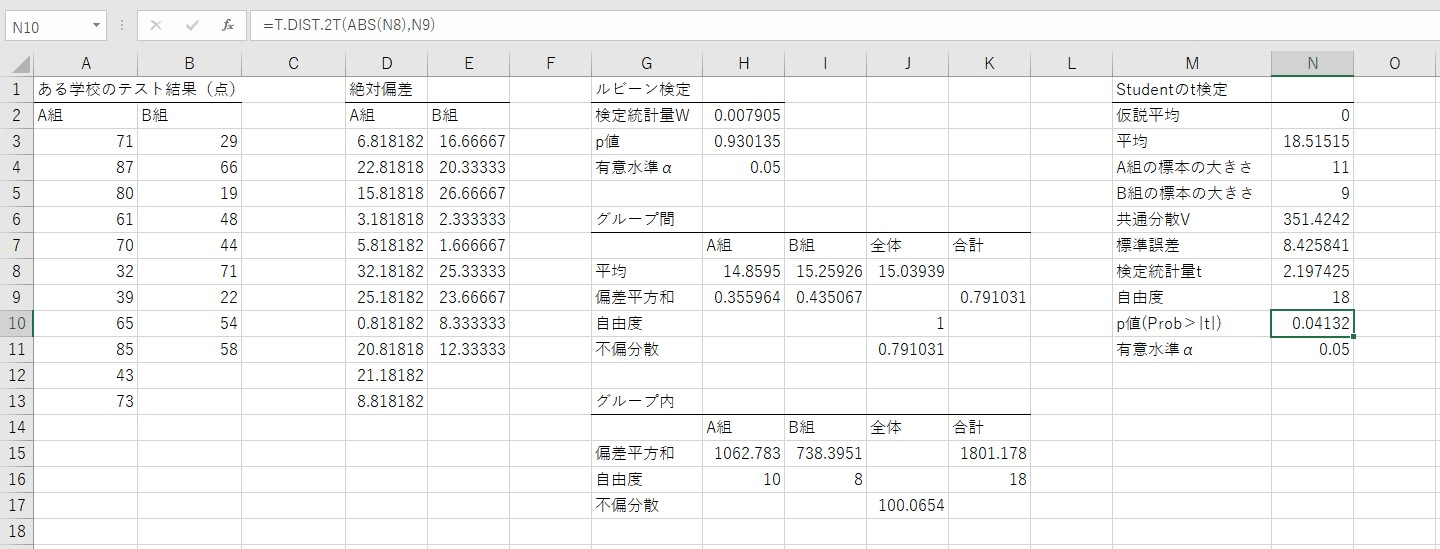 N10 fx =T.DIST.2T(ABS(N8),N9)
A B C D E F G H I J K L M N O
1 ある学校のテスト結果（点） 絶対偏差 ルビーン検定 Studentのt検定
2 A組 B組 A組 B組 検定統計量W 0.007905 仮説平均 0
3 71 29 6.818182 16.66667 p値 0.930135 平均 18.51515
4 87 66 22.81818 20.33333 有意水準α 0.05 A組の標本の大きさ 11
5 80 19 15.81818 26.66667 B組の標本の大きさ 9
6 61 48 3.181818 2.333333 グループ間 共通分散V 351.4242
7 70 44 5.818182 1.666667 A組 B組 全体 合計 標準誤差 8.425841
8 32 71 32.18182 25.33333 平均 14.8595 15.25926 15.03939 検定統計量t 2.197425
9 39 22 25.18182 23.66667 偏差平方和 0.355964 0.435067 0.791031 自由度 18
10 65 54 0.818182 8.333333 自由度 1 p値(Prob＞|t|) 0.04132
11 85 58 20.81818 12.33333 不偏分散 0.791031 有意水準α 0.05
12 43 21.18182
13 73 8.818182 グループ内
14 A組 B組 全体 合計
15 偏差平方和 1062.783 738.3951 1801.178
16 自由度 10 8 18
17 不偏分散 100.0654
18